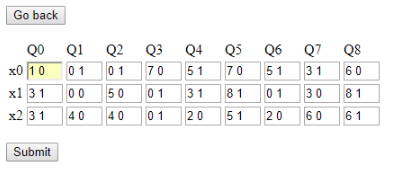 Go back
Q0 Q1 Q2 Q3 Q4 Q5 Q6 Q7 Q8
x0 1 0 0 1 0 1 7 0 5 1 7 0 5 1 3 1 6 0
x1 3 1 0 0 5 0 0 1 3 1 8 1 0 1 3 0 8 1
x2 3 1 4 0 4 0 0 1 2 0 5 1 2 0 6 0 6 1
Submit